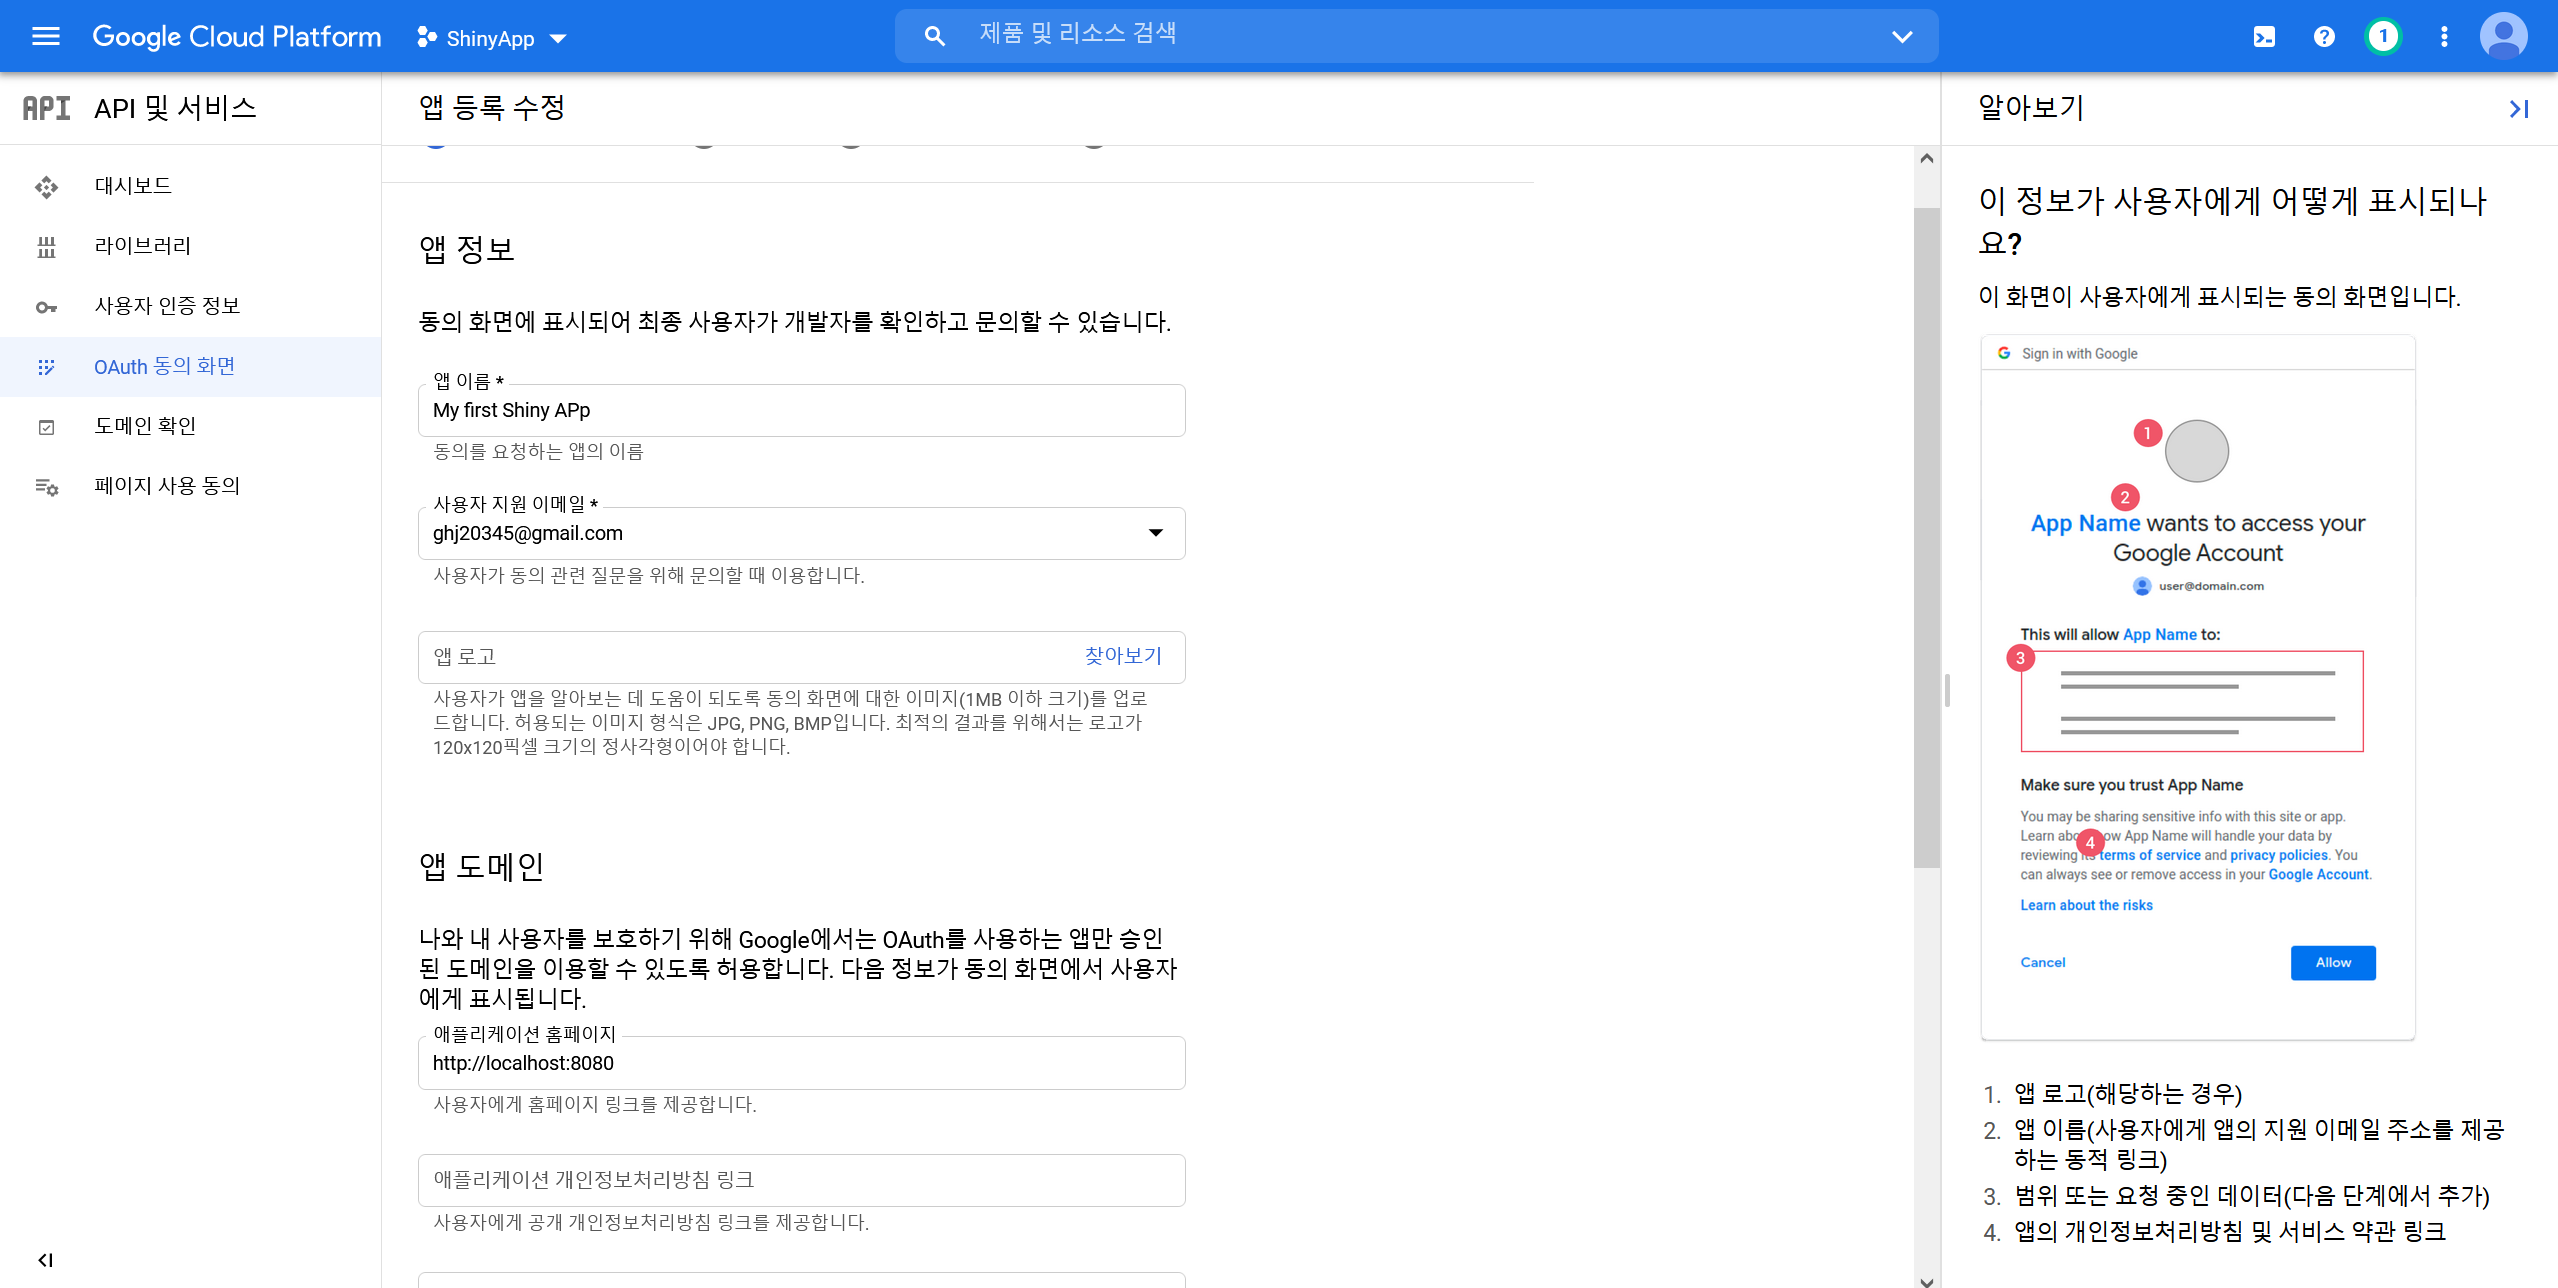 Google Cloud Platform
ShinyApp
제품 및 리소스 검색
1
API
API 및 서비스
대시보드
라이브러리
사용자 인증 정보
OAuth 동의 화면
도메인 확인
페이지 사용 동의
앱 등록 수정
앱 정보
동의 화면에 표시되어 최종 사용자가 개발자를 확인하고 문의할 수 있습니다.
앱 이름 *
My first Shiny APp
동의를 요청하는 앱의 이름
사용자 지원 이메일 *
ghj20345@gmail.com
사용자가 동의 관련 질문을 위해 문의할 때 이용합니다.
앱 로고
찾아보기
사용자가 앱을 알아보는 데 도움이 되도록 동의 화면에 대한 이미지(1MB 이하 크기)를 업로
드합니다. 허용되는 이미지 형식은 JPG, PNG, BMP입니다. 최적의 결과를 위해서는 로고가
120x120픽셀 크기의 정사각형이어야 합니다.
앱 도메인
나와 내 사용자를 보호하기 위해 Google에서는 OAuth를 사용하는 앱만 승인
된 도메인을 이용할 수 있도록 허용합니다. 다음 정보가 동의 화면에서 사용자
에게 표시됩니다.
애플리케이션 홈페이지
http://localhost:8080
사용자에게 홈페이지 링크를 제공합니다.
애플리케이션 개인정보처리방침 링크
사용자에게 공개 개인정보처리방침 링크를 제공합니다.
알아보기
이 정보가 사용자에게 어떻게 표시되나
요?
이 화면이 사용자에게 표시되는 동의 화면입니다.
Sign in with Google
1
2
App Name wants to access your
Google Account
user@domain.com
This will allow App Name to:
3
Make sure you trust App Name
You may be sharing sensitive info with this site or app.
Learn about how App Name will handle your data by
4
reviewing its terms of service and privacy policies. You
can always see or remove access in your Google Account.
Learn about the risks
Cancel
Allow
1. 앱 로고(해당하는 경우)
2. 앱 이름(사용자에게 앱의 지원 이메일 주소를 제공
하는 동적 링크)
3. 범위 또는 요청 중인 데이터(다음 단계에서 추가)
4. 앱의 개인정보처리방침 및 서비스 약관 링크